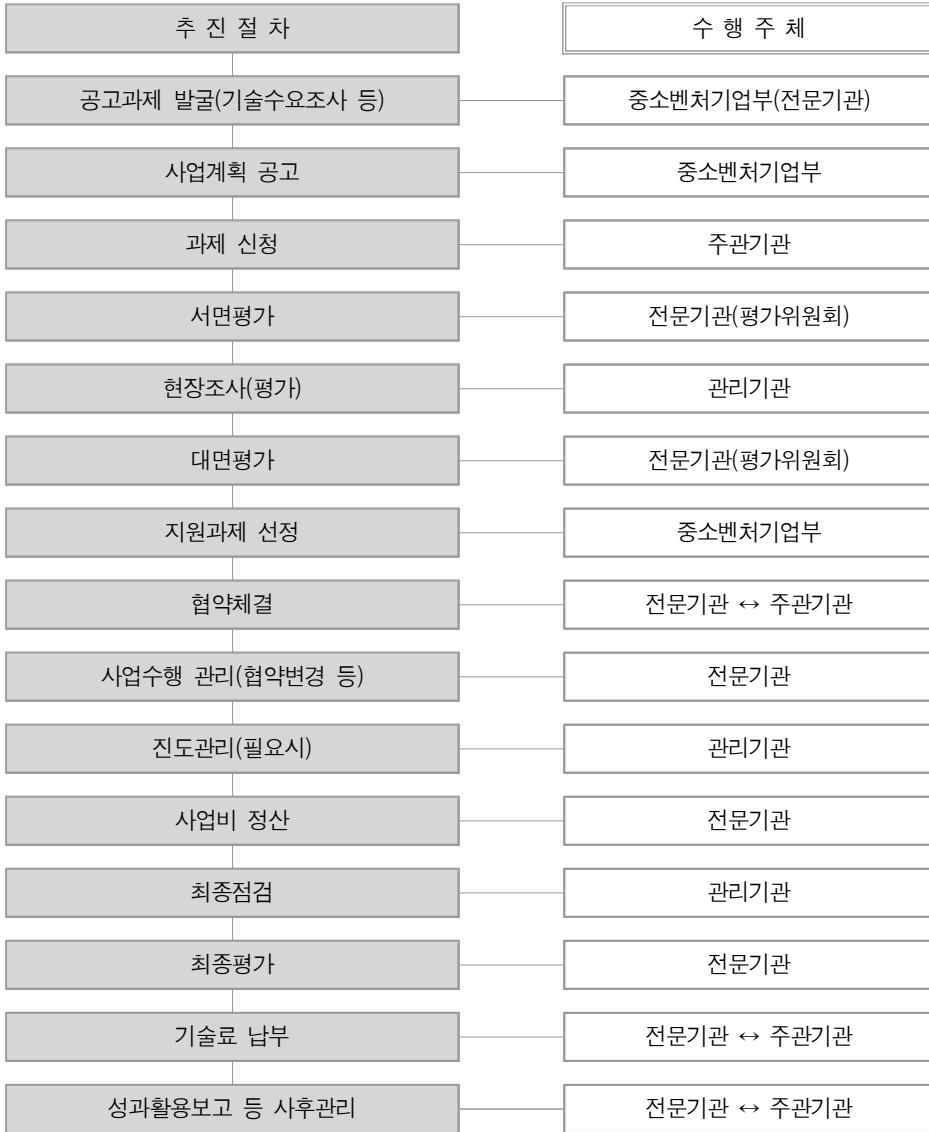 추 진 절 차
수 행 주 체
공고과제 발굴(기술수요조사 등)
중소벤처기업부(전문기관)
사업계획 공고
중소벤처기업부
과제 신청
주관기관
서면평가
전문기관(평가위원회)
현장조사(평가)
관리기관
대면평가
전문기관(평가위원회)
지원과제 선정
중소벤처기업부
협약체결
전문기관 ↔ 주관기관
사업수행 관리(협약변경 등)
전문기관
진도관리(필요시)
관리기관
사업비 정산
전문기관
최종점검
관리기관
최종평가
전문기관
기술료 납부
전문기관 ↔ 주관기관
성과활용보고 등 사후관리
전문기관 ↔ 주관기관